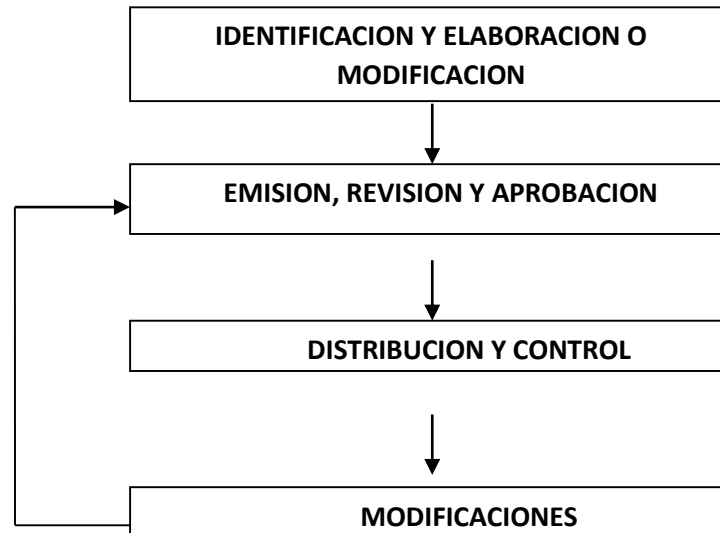 IDENTIFICACION Y ELABORACION O
MODIFICACION
EMISION, REVISION Y APROBACION
DISTRIBUCION Y CONTROL
MODIFICACIONES